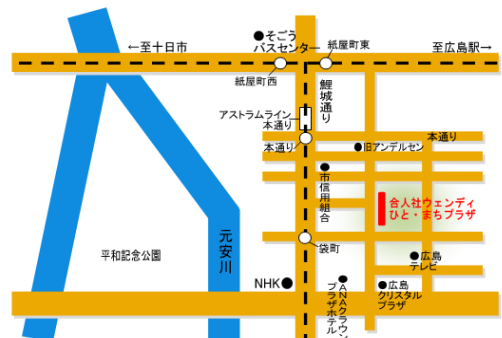 ●そごう
バスセンター
紙屋町東
←至十日市
至広島駅→
紙屋町西
鯉城通り
アストラムライン
本通り
本通り
本通り
●旧アンデルセン
●市信用組合
合人社ウェンディ
ひと・まちプラザ
袋町
元安川
平和記念公園
●広島
テレビ
NHK●
●ANAクラウン
プラザホテル
●広島
クリスタル
プラザ